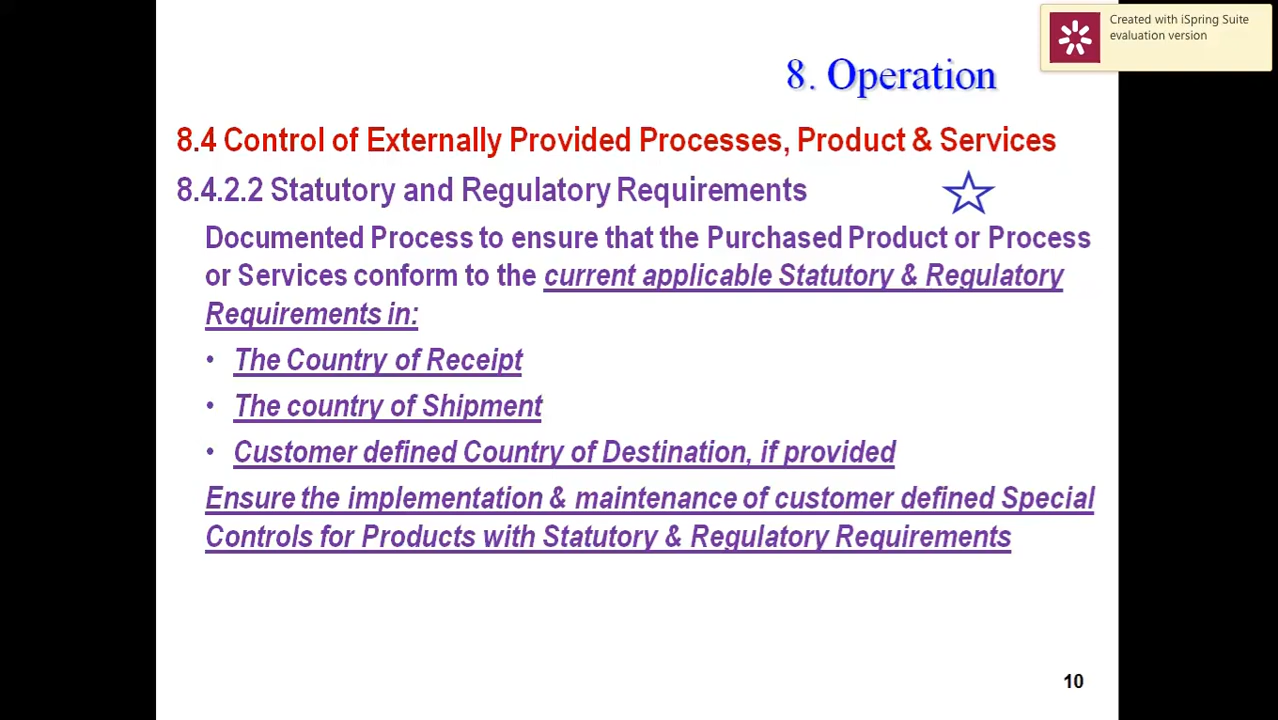 Created with iSpring Suite
evaluation version
8. Operation
8.4 Control of Externally Provided Processes, Product & Services
8.4.2.2 Statutory and Regulatory Requirements
Documented Process to ensure that the Purchased Product or Process
or Services conform to the current applicable Statutory & Regulatory
Requirements in:
• The Country of Receipt
• The country of Shipment
• Customer defined Country of Destination, if provided
Ensure the implementation & maintenance of customer defined Special
Controls for Products with Statutory & Regulatory Requirements
10